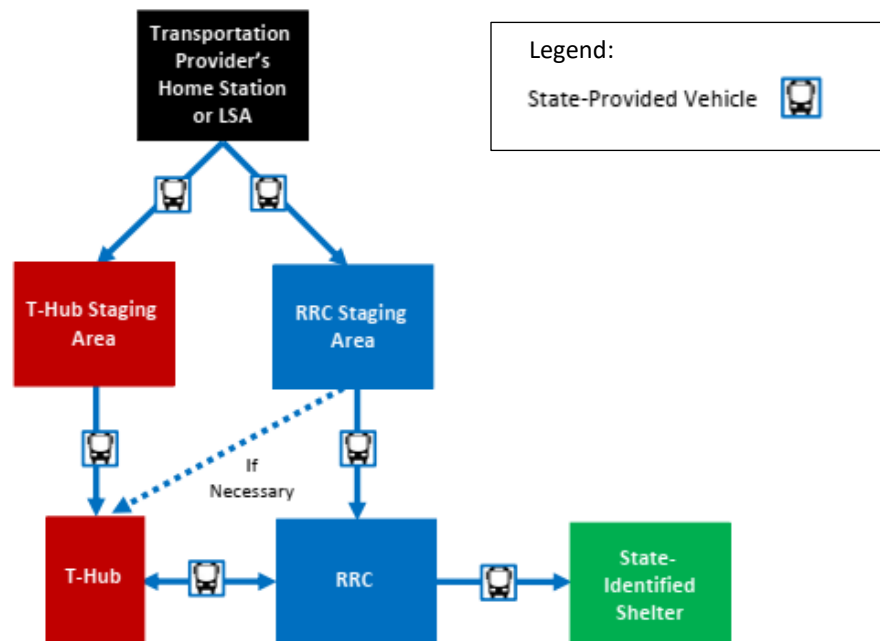 Transportation
Provider's
Home Station
or LSA
Legend:
State-Provided Vehicle
T-Hub Staging
Area
RRC Staging
Area
If
Necessary
T-Hub
RRC
State-
Identified
Shelter